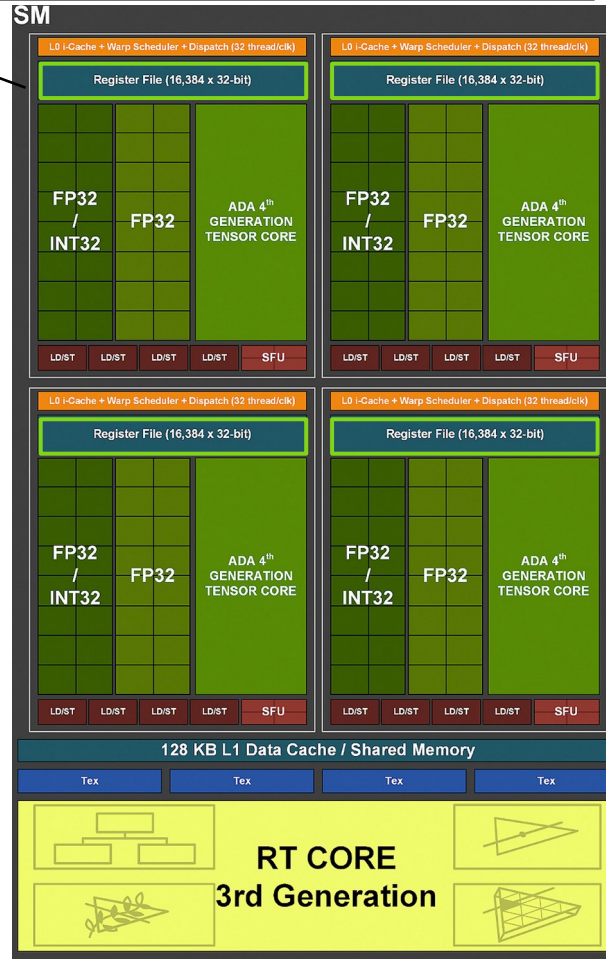 SM
L0 i-Cache + Warp Scheduler + Dispatch (32 thread/clk)
Register File (16,384 x 32-bit)
FP32
/
INT32
FP32
ADA 4th
GENERATION
TENSOR CORE
LD/ST LD/ST LD/ST LD/ST SFU
L0 i-Cache + Warp Scheduler + Dispatch (32 thread/clk)
Register File (16,384 x 32-bit)
FP32
/
INT32
FP32
ADA 4th
GENERATION
TENSOR CORE
LD/ST LD/ST LD/ST LD/ST SFU
L0 i-Cache + Warp Scheduler + Dispatch (32 thread/clk)
Register File (16,384 x 32-bit)
FP32
/
INT32
FP32
ADA 4th
GENERATION
TENSOR CORE
LD/ST LD/ST LD/ST LD/ST SFU
L0 i-Cache + Warp Scheduler + Dispatch (32 thread/clk)
Register File (16,384 x 32-bit)
FP32
/
INT32
FP32
ADA 4th
GENERATION
TENSOR CORE
LD/ST LD/ST LD/ST LD/ST SFU
128 KB L1 Data Cache / Shared Memory
Tex Tex Tex Tex
RT CORE
3rd Generation